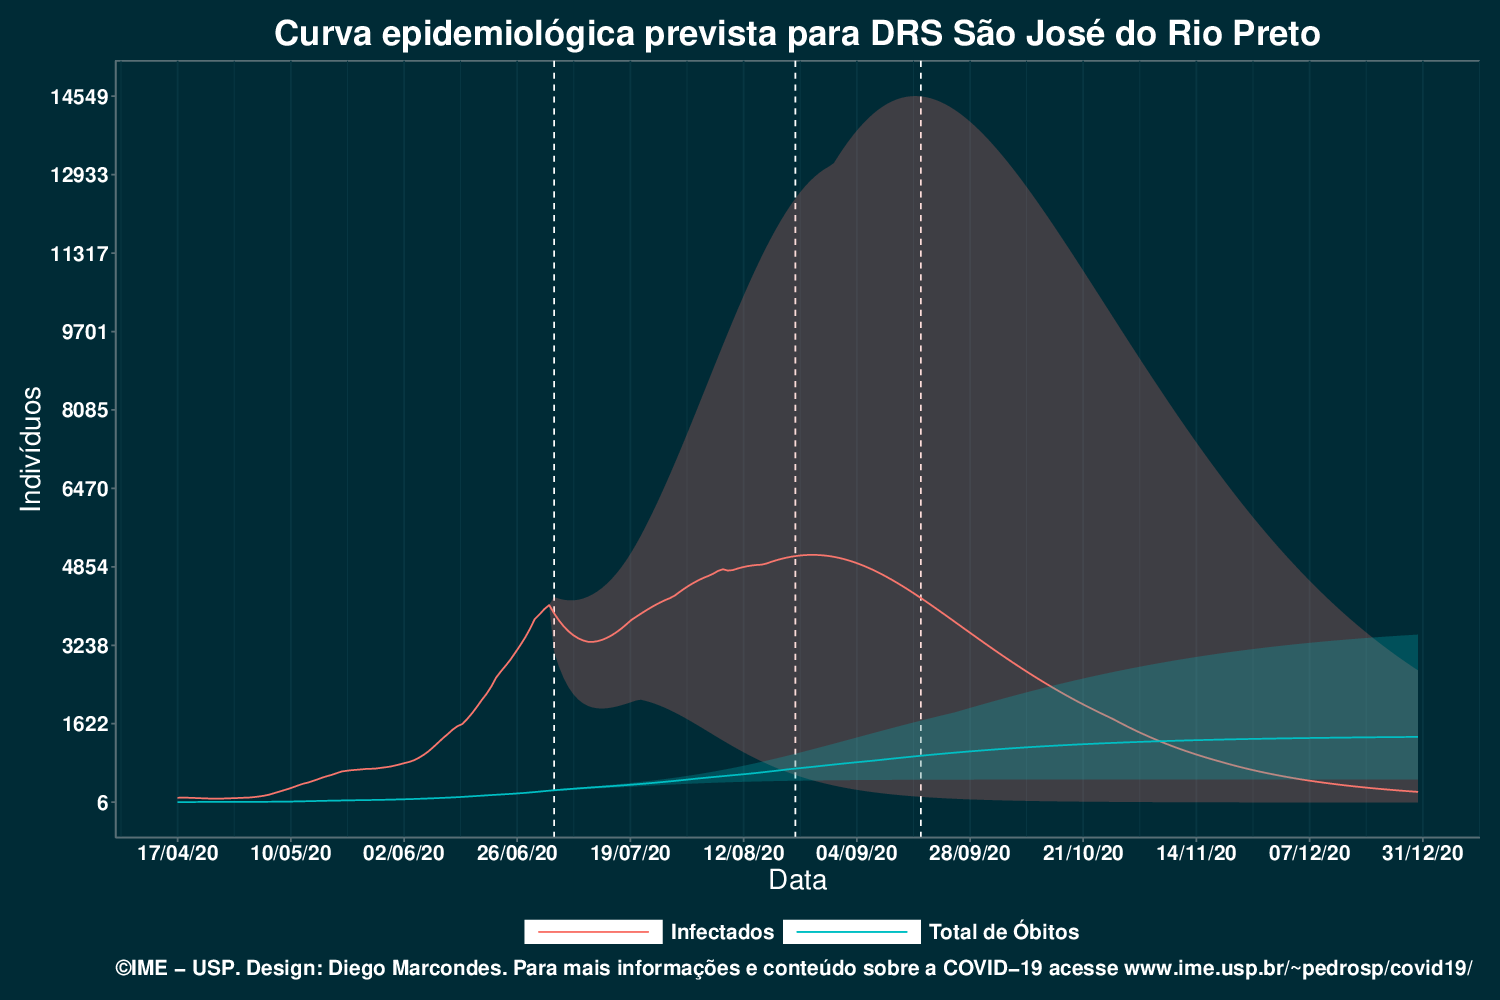 Curva epidemiológica prevista para DRS São José do Rio Preto
14549
12933
11317
9701
8085
6470
4854
3238
1622
6
Indivíduos
17/04/20 10/05/20 02/06/20 26/06/20 19/07/20 12/08/20 04/09/20 28/09/20 21/10/20 14/11/20 07/12/20 31/12/20
Data
Infectados Total de Óbitos
©IME − USP. Design: Diego Marcondes. Para mais informações e conteúdo sobre a COVID−19 acesse www.ime.usp.br/~pedrosp/covid19/